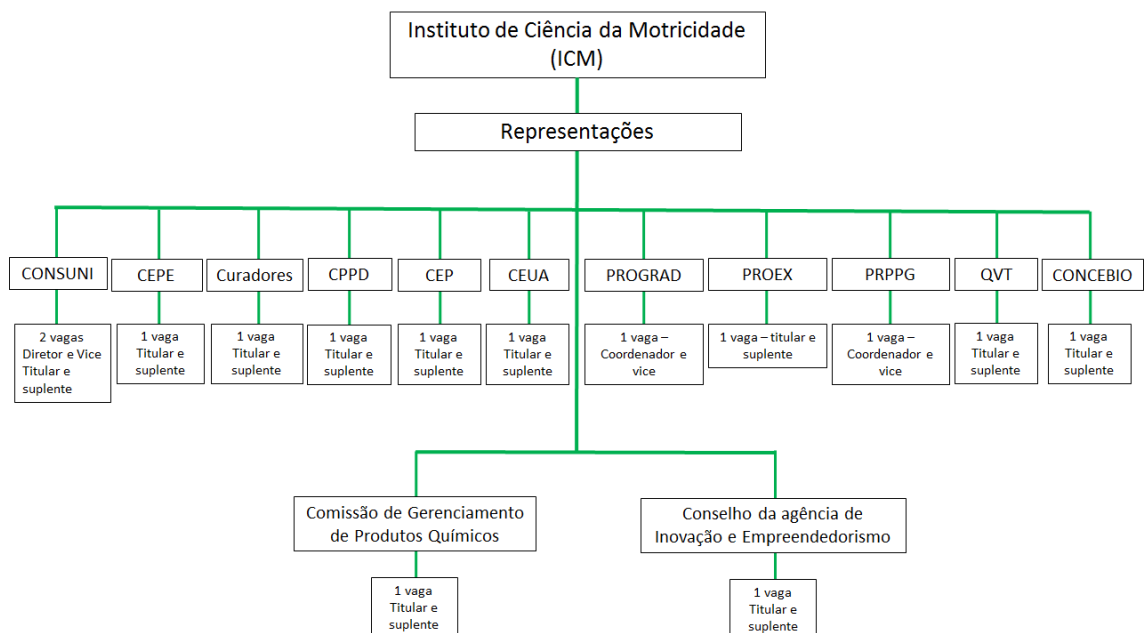 Instituto de Ciência da Motricidade
(ICM)
Representações
CONSUNI
CEPE
Curadores
CPPD
CEP
CEUA
PROGRAD
PROEX
PRPPG
QVT
CONCEBIO
2 vagas
Diretor e Vice
Titular e
suplente
1 vaga
Titular e
suplente
1 vaga
Titular e
suplente
1 vaga
Titular e
suplente
1 vaga
Titular e
suplente
1 vaga
Titular e
suplente
1 vaga –
Coordenador e
vice
1 vaga – titular e
suplente
1 vaga –
Coordenador e
vice
1 vaga
Titular e
suplente
1 vaga
Titular e
suplente
Comissão de Gerenciamento
de Produtos Químicos
Conselho da agência de
Inovação e Empreendedorismo
1 vaga
Titular e
suplente
1 vaga
Titular e
suplente